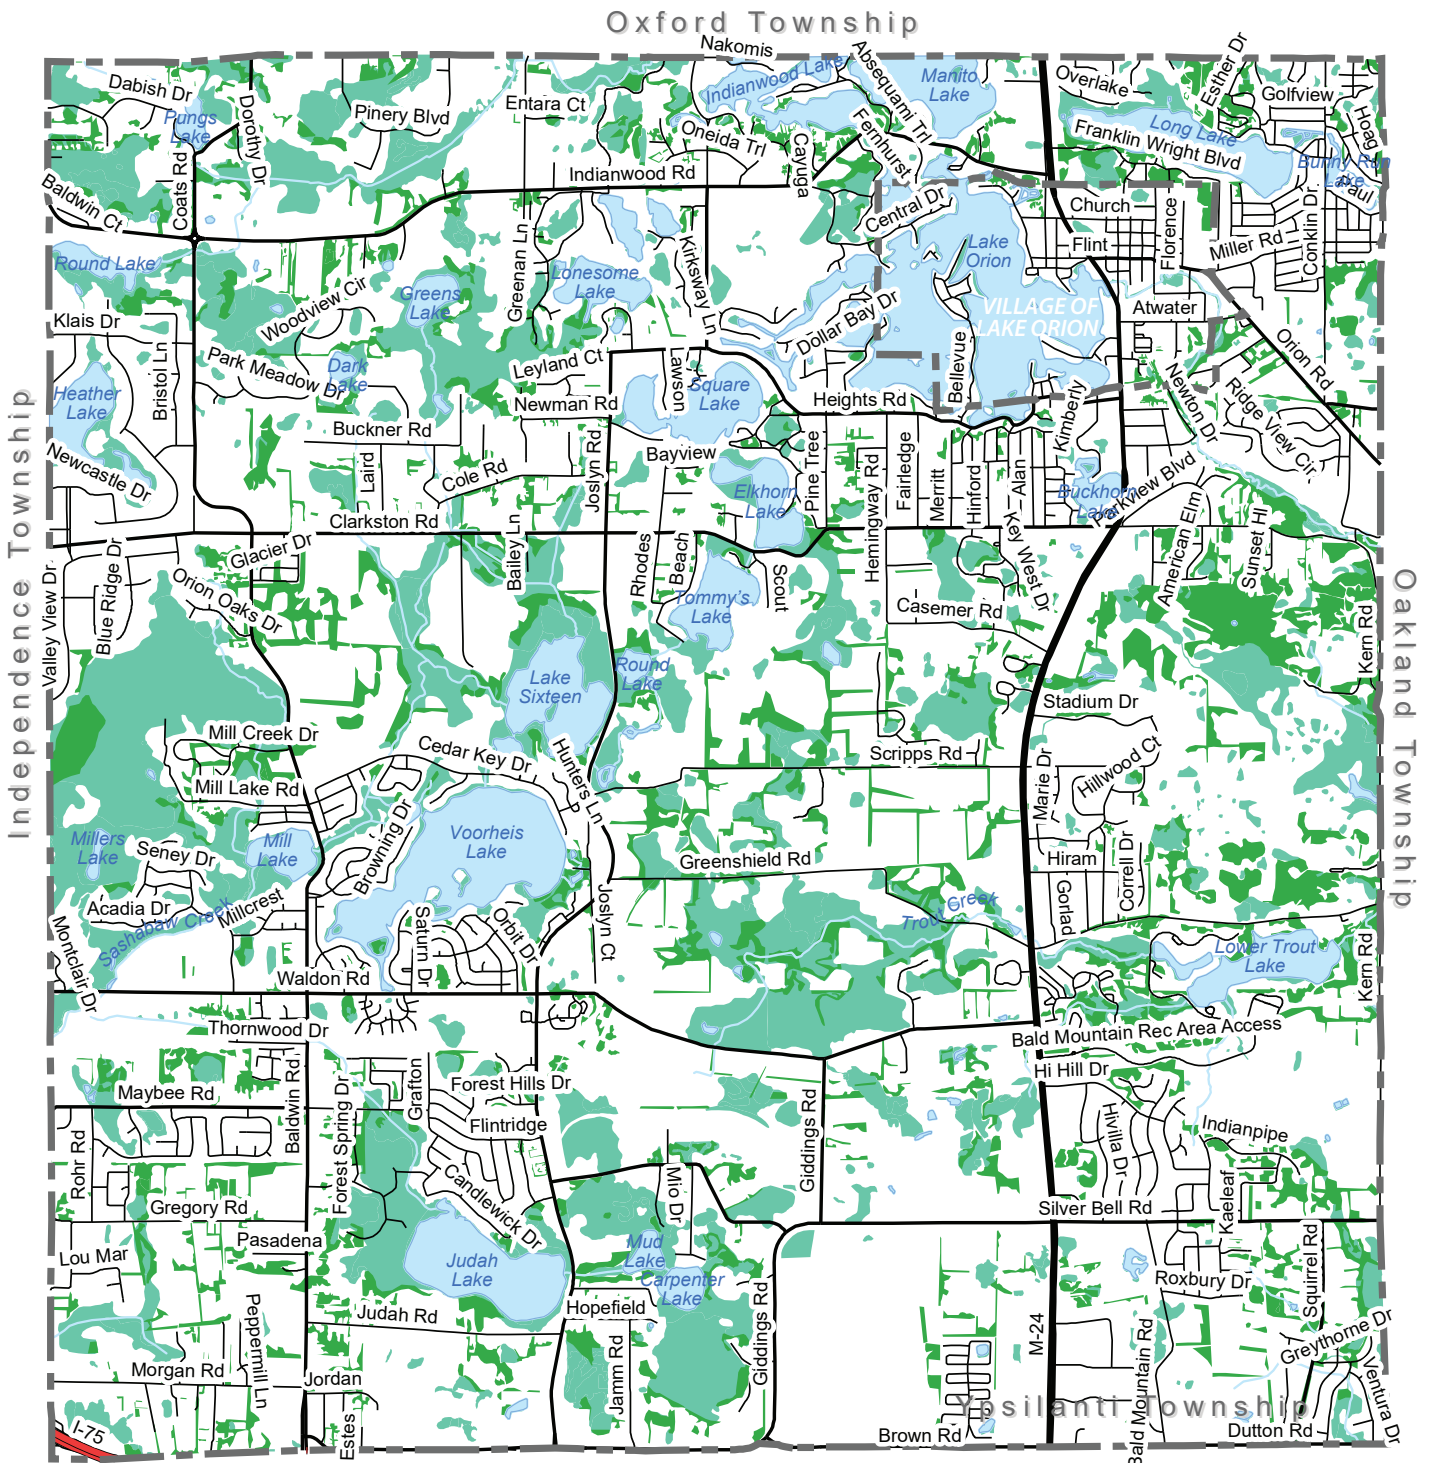 Oxford Township
Nakomis
Absequami Trl
Esther Dr
Dabish Dr
Pungs
Lake
Dorothy Dr
Pinery Blvd
Entara Ct
Indianwood Lake
Manito
Lake
Overlake
Golfview
Hoag
Oneida Trl
Cayuga
Fernhurst
Long Lake
Franklin Wright Blvd
Bunny Run
Lake
Paul
Indianwood Rd
Baldwin Ct
Coats Rd
Central Dr
Church
Florence
Conklin Dr
Flint
Miller Rd
Round Lake
Greens
Lake
Greenan Ln
Lonesome
Lake
Kirksway Ln
Lake
Orion
VILLAGE OF
LAKE ORION
Atwater
Klais Dr
Woodview Cir
Dollar Bay Dr
Bellevue
Orion Rd
Bristol Ln
Park Meadow Dr
Dark
Lake
Leyland Ct
Lawson
Square
Lake
Heather
Lake
Newman Rd
Heights Rd
Kimberly
Newton Dr
Ridge View Cir
Buckner Rd
Laird
Cole Rd
Joslyn Rd
Bayview
Pine Tree
Hemingway Rd
Fairledge
Merritt
Hinford
Alan
Newcastle Dr
Elkhorn
Lake
Buckhorn
Lake
Parkview Blvd
Clarkston Rd
Bailey Ln
Key West Dr
American Elm
Sunset Hl
Independence Township
Oakland Township
Valley View Dr
Blue Ridge Dr
Glacier Dr
Orion Oaks Dr
Rhodes
Beach
Scout
Tommy's
Lake
Casemer Rd
Kern Rd
Lake
Sixteen
Round
Lake
Stadium Dr
Mill Creek Dr
Cedar Key Dr
Hunters Ln
Scripps Rd
Marie Dr
Hillwood Ct
Mill Lake Rd
Browning Dr
Voorheis
Lake
Millers
Lake
Seney Dr
Mill
Lake
Greenshield Rd
Hiram
Gorlad
Correll Dr
Acadia Dr
Millcrest
Sashabaw Creek
Saturn Dr
Orbit Dr
Joslyn Ct
Trout Creek
Lower Trout
Lake
Kern Rd
Montclair Dr
Waldon Rd
Thornwood Dr
Bald Mountain Rec Area Access
Hi Hill Dr
Maybee Rd
Baldwin Rd
Forest Spring Dr
Grafton
Forest Hills Dr
Flintridge
Giddings Rd
Hivilla Dr
Indianpipe
Rohr Rd
Candlewick Dr
Mio Dr
Kaeleaf
Gregory Rd
Silver Bell Rd
Pasadena
Lou Mar
Judah
Lake
Mud
Lake
Carpenter
Lake
Roxbury Dr
Squirrel Rd
Peppermill Ln
Judah Rd
Hopefield
Giddings Rd
M-24
Bald Mountain Rd
Greythorne Dr
Morgan Rd
Jordan
Jamm Rd
Ventura Dr
Ypsilanti Township
I-75
Estes
Brown Rd
Dutton Rd